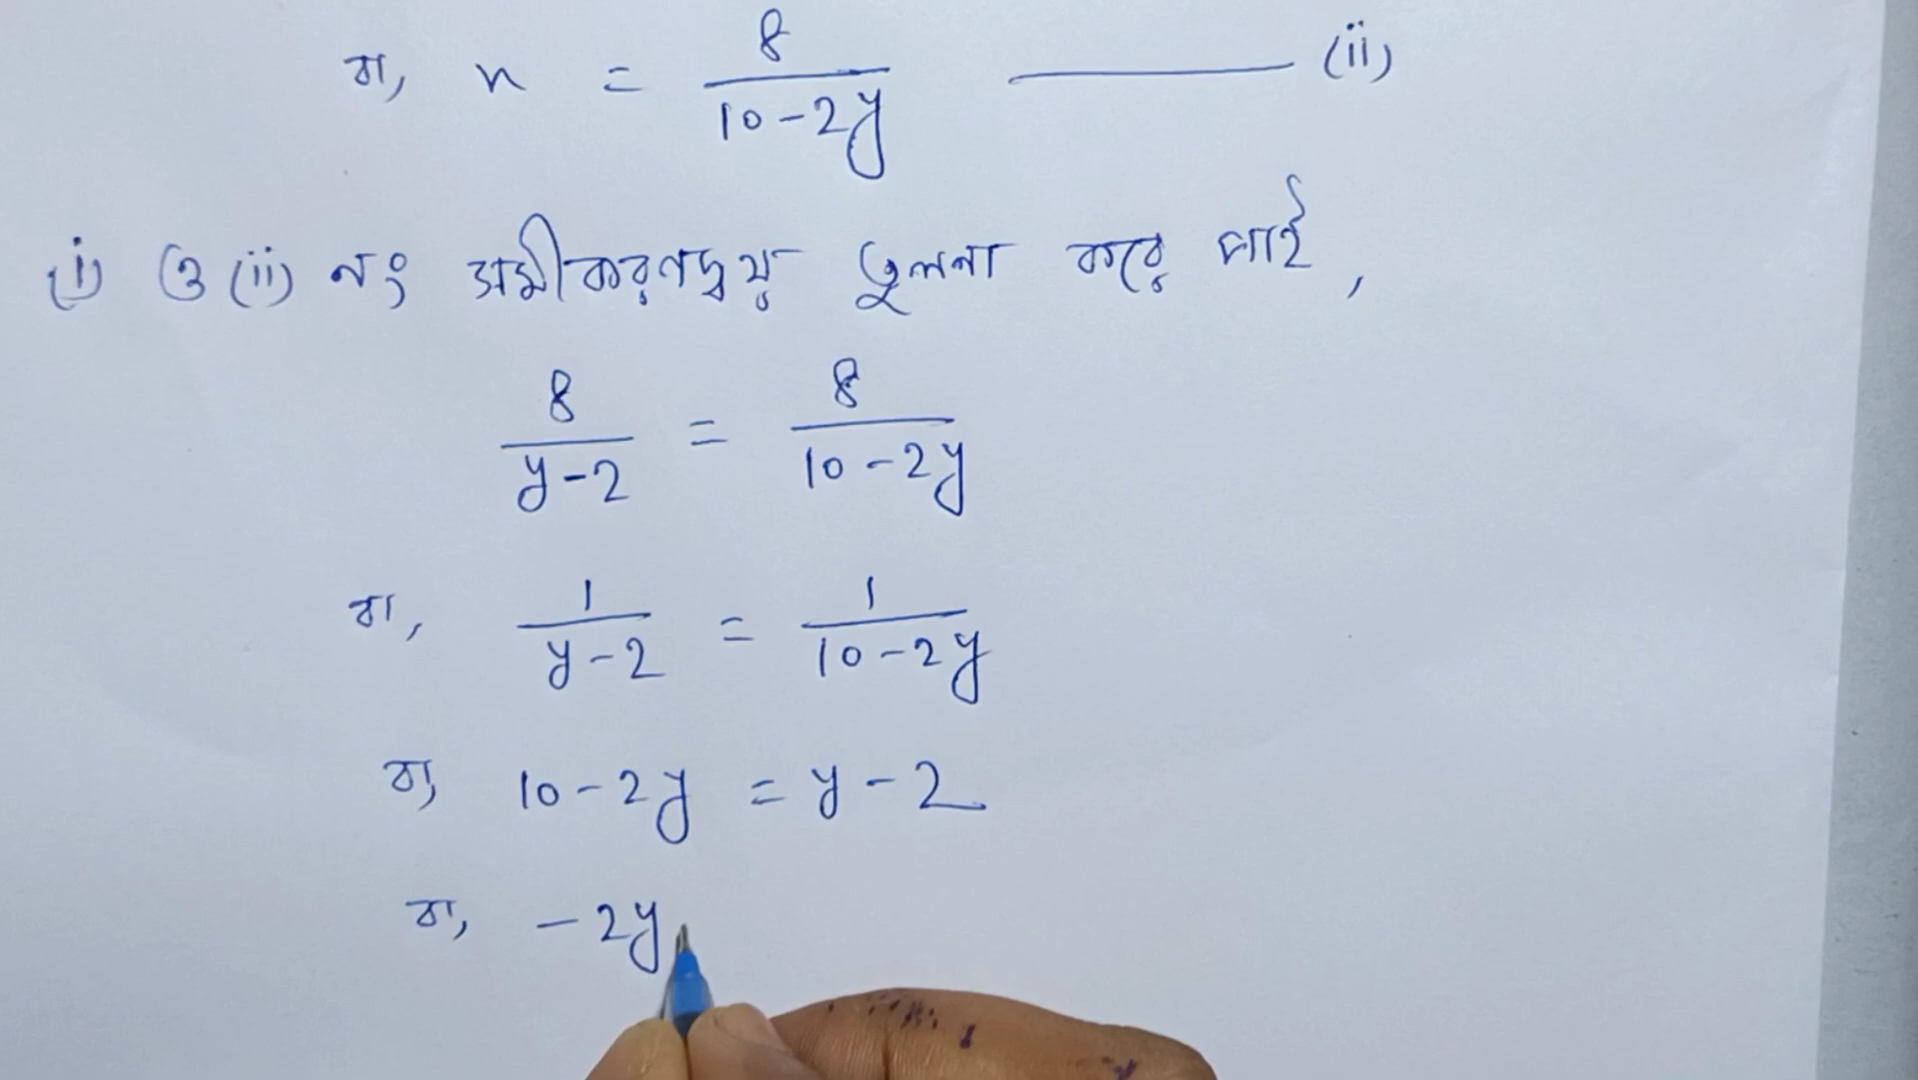 বা, x = 8/(10-2y) ——— (ii)
(i) ও (ii) নং সমীকরণদ্বয় তুলনা করে পাই,
8/(y-2) = 8/(10-2y)
বা, 1/(y-2) = 1/(10-2y)
বা, 10-2y = y-2
বা, -2y